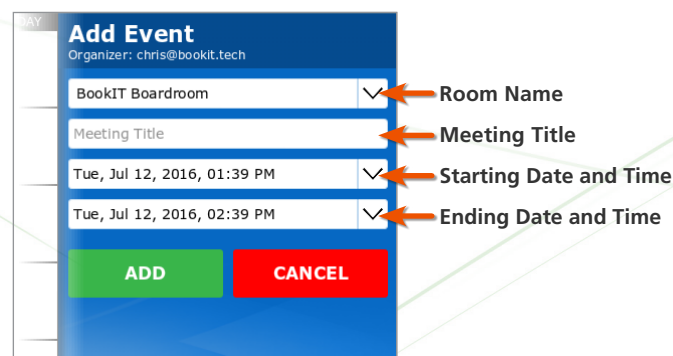 DAY
Add Event
Organizer: chris@bookit.tech
BookIT Boardroom
Room Name
Meeting Title
Meeting Title
Tue, Jul 12, 2016, 01:39 PM
Starting Date and Time
Tue, Jul 12, 2016, 02:39 PM
Ending Date and Time
ADD
CANCEL